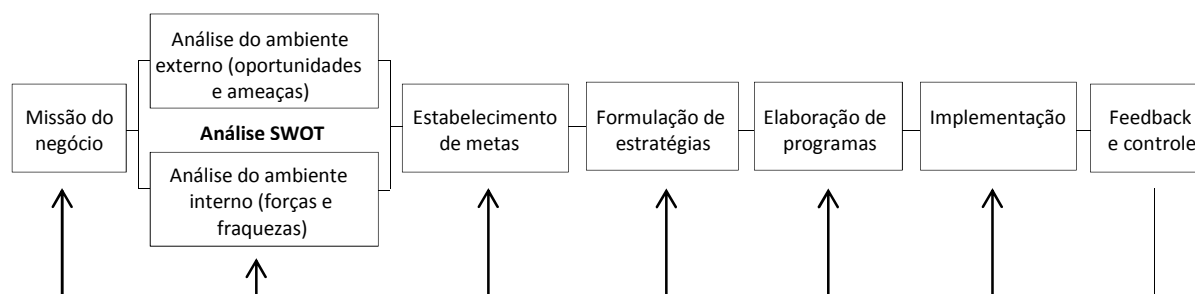 Missão do
negócio
Análise do ambiente
externo (oportunidades
e ameaças)
Análise SWOT
Análise do ambiente
interno (forças e
fraquezas)
Estabelecimento
de metas
Formulação de
estratégias
Elaboração de
programas
Implementação
Feedback
e controle